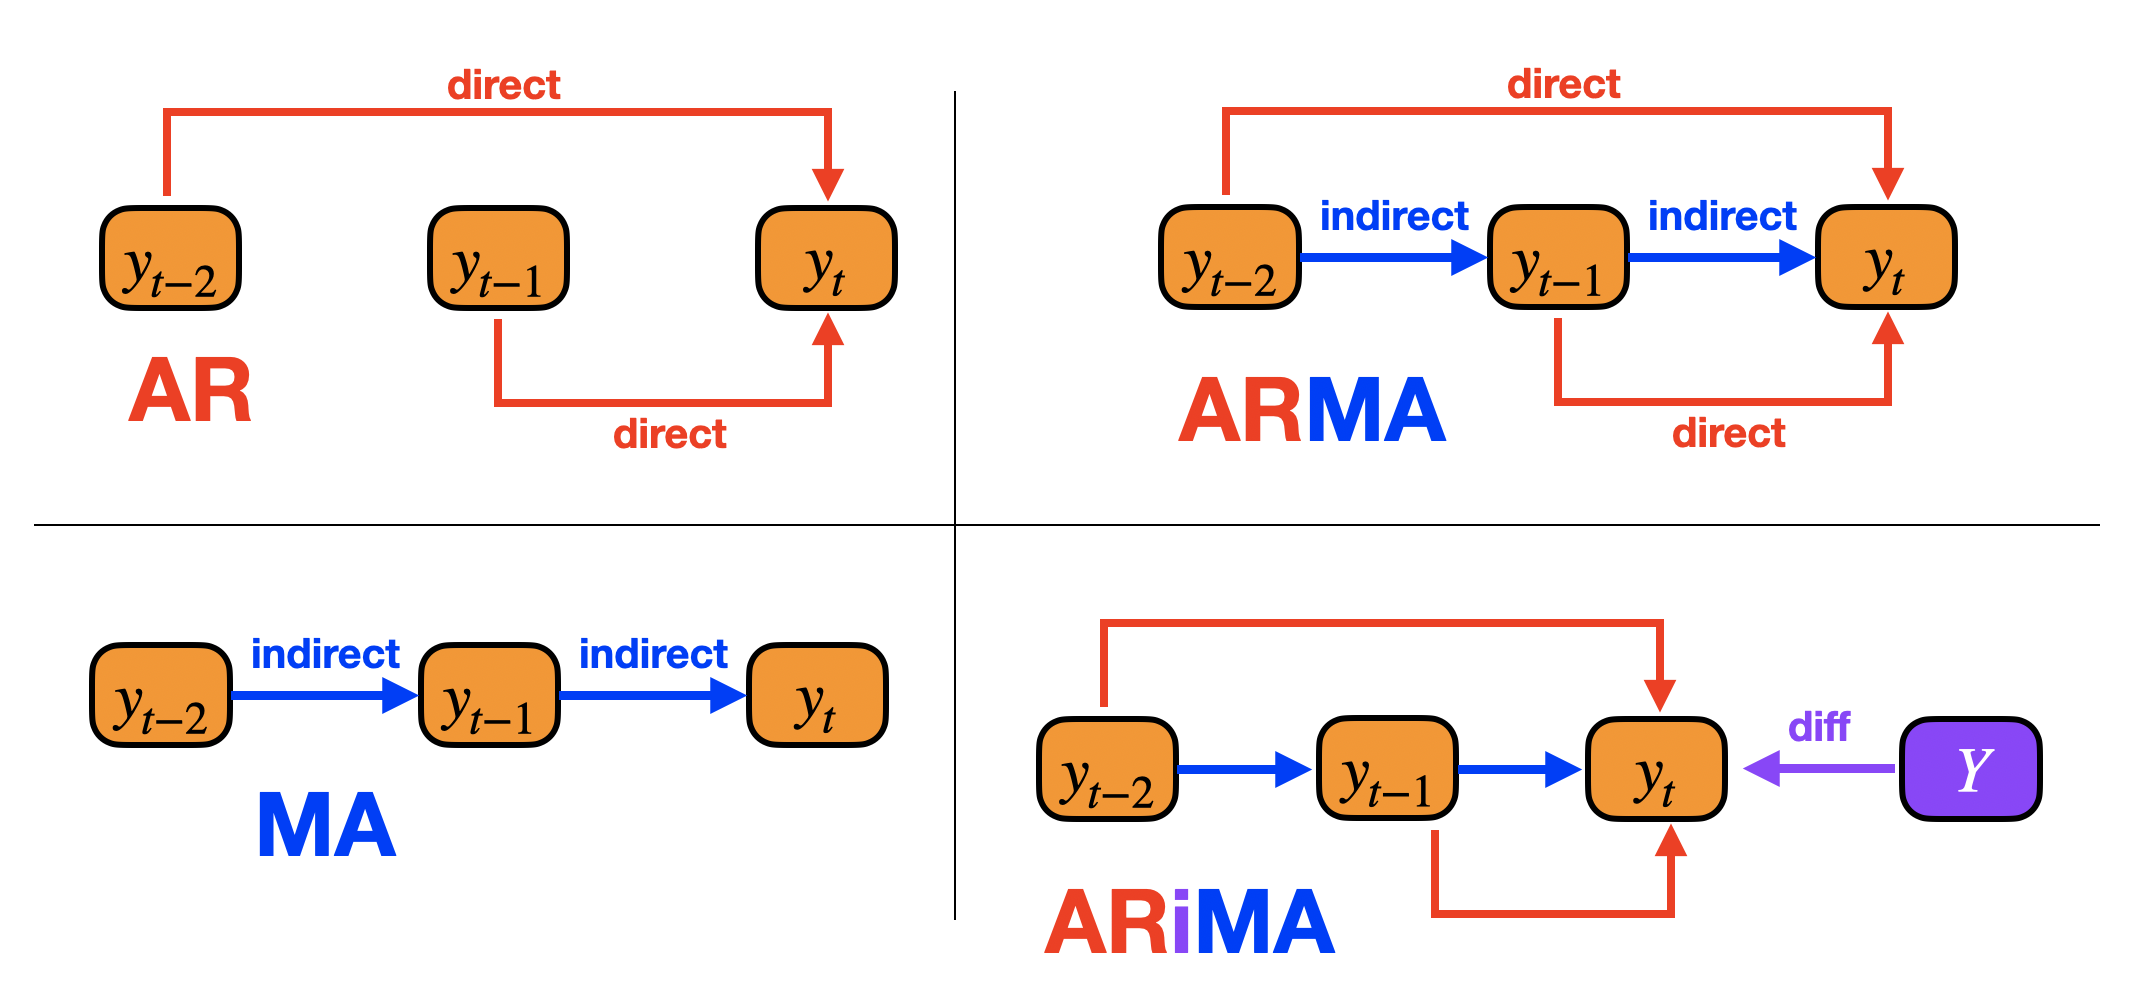 direct
y_{t-2}
y_{t-1}
y_t
AR
direct
direct
indirect
indirect
y_{t-2}
y_{t-1}
y_t
ARMA
direct
indirect
indirect
y_{t-2}
y_{t-1}
y_t
MA
diff
y_{t-2}
y_{t-1}
y_t
Y
ARiMA